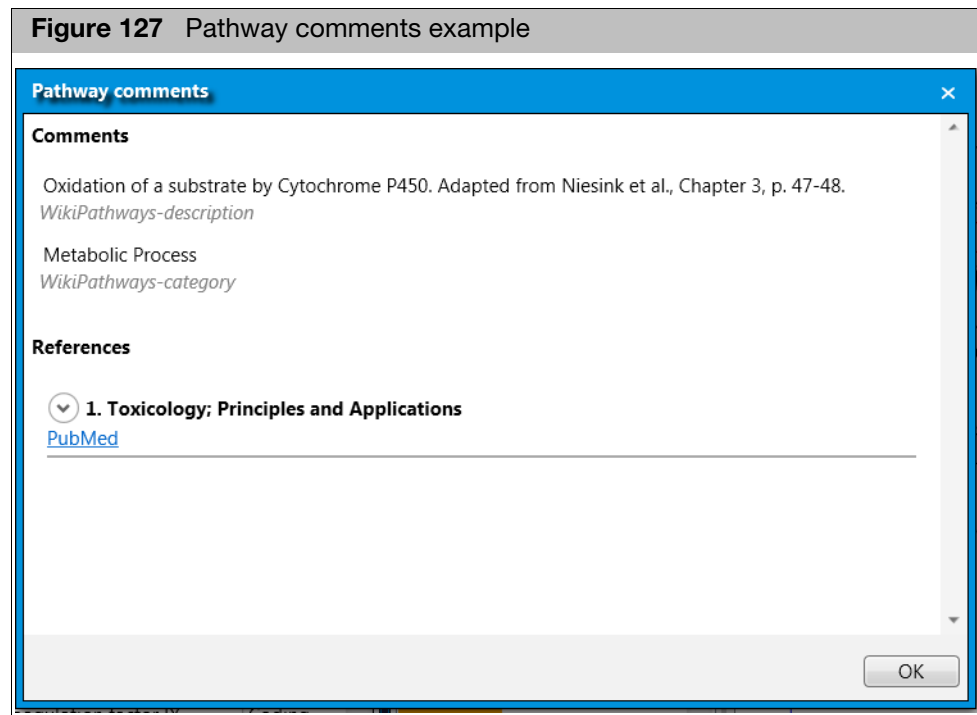 Figure 127 Pathway comments example
Pathway comments
Comments
Oxidation of a substrate by Cytochrome P450. Adapted from Niesink et al., Chapter 3, p. 47-48.
WikiPathways-description
Metabolic Process
WikiPathways-category
References
1. Toxicology; Principles and Applications
PubMed
OK